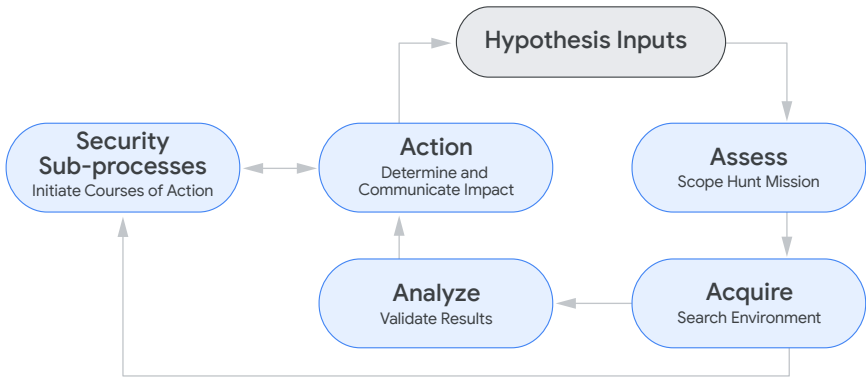 Hypothesis Inputs
Security
Sub-processes
Initiate Courses of Action
Action
Determine and
Communicate Impact
Assess
Scope Hunt Mission
Analyze
Validate Results
Acquire
Search Environment